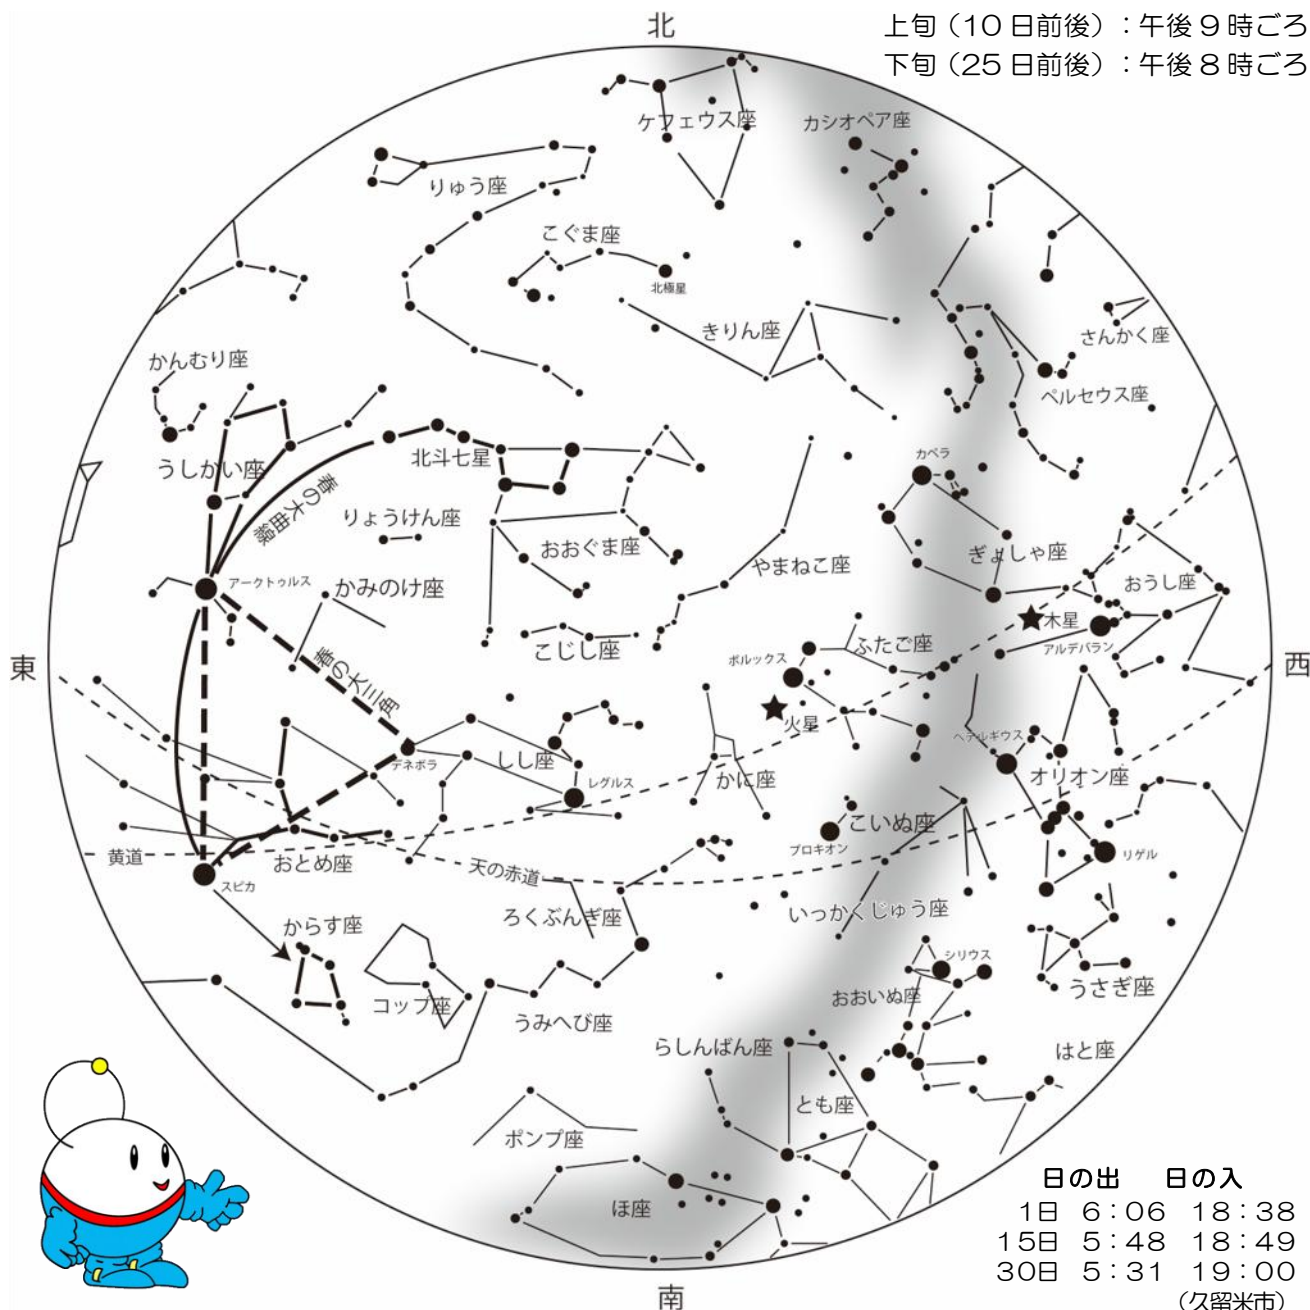 北
上旬（10日前後）：午後9時ごろ
下旬（25日前後）：午後8時ごろ
ケフェウス座
カシオペア座
りゅう座
こぐま座
北極星
きりん座
さんかく座
かんむり座
ペルセウス座
北斗七星
カペラ
うしかい座
春の大曲線
りょうけん座
おおぐま座
ぎょしゃ座
やまねこ座
アークトゥルス
かみのけ座
おうし座
木星
アルデバラン
こじし座
ふたご座
ポルックス
東
西
春の大三角
火星
ベテルギウス
デネボラ
しし座
かに座
オリオン座
レグルス
こいぬ座
プロキオン
リゲル
黄道
おとめ座
天の赤道
スピカ
からす座
ろくぶんぎ座
いっかくじゅう座
シリウス
コップ座
うみへび座
おおいぬ座
うさぎ座
らしんばん座
はと座
とも座
ポンプ座
ほ座
南
日の出 日の入
1日 6：06 18：38
15日 5：48 18：49
30日 5：31 19：00
（久留米市）